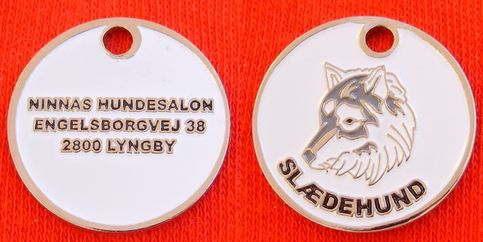 NINNAS HUNDESALON
ENGELSBORGVEJ 38
2800 LYNGBY
SLÆDEHUND